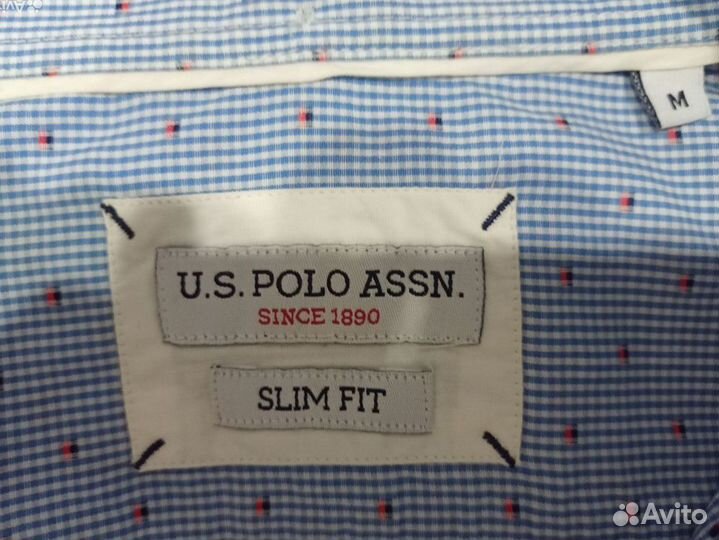 M
U.S. POLO ASSN.
SINCE 1890
SLIM FIT
Avito